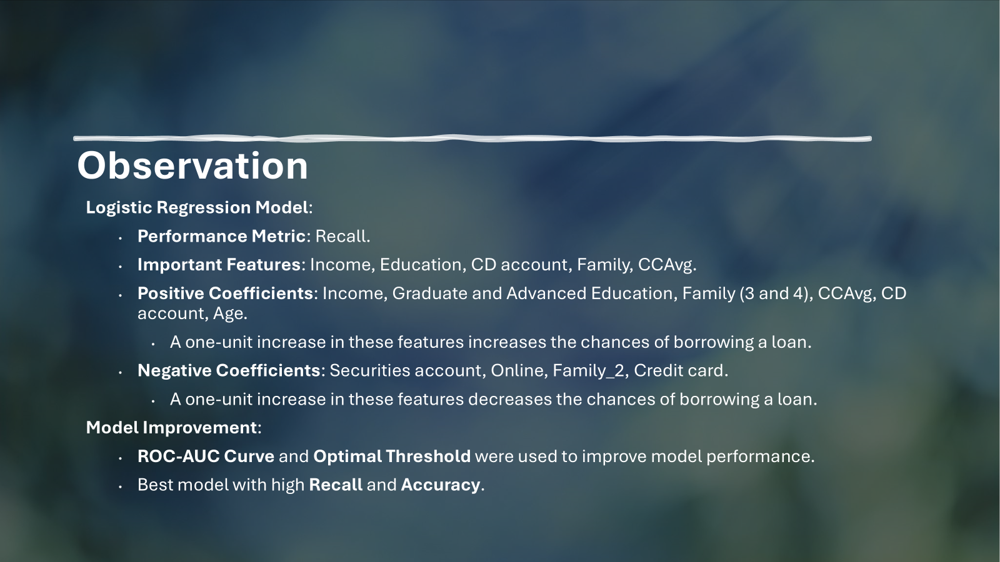 Observation
Logistic Regression Model:
• Performance Metric: Recall.
• Important Features: Income, Education, CD account, Family, CCAvg.
• Positive Coefficients: Income, Graduate and Advanced Education, Family (3 and 4), CCAvg, CD
account, Age.
• A one-unit increase in these features increases the chances of borrowing a loan.
• Negative Coefficients: Securities account, Online, Family_2, Credit card.
• A one-unit increase in these features decreases the chances of borrowing a loan.
Model Improvement:
• ROC-AUC Curve and Optimal Threshold were used to improve model performance.
• Best model with high Recall and Accuracy.